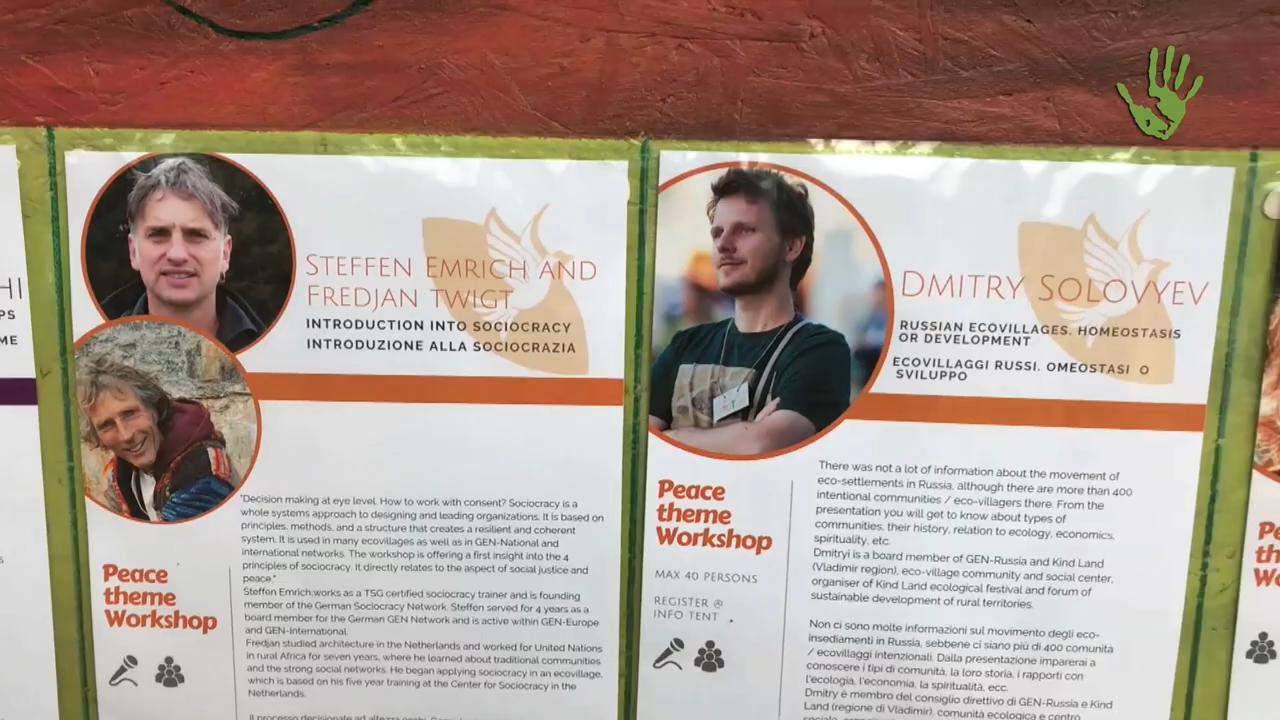 HI
PS
ME
STEFFEN EMRICH AND
FREDJAN TWIGT
INTRODUCTION INTO SOCIOCRACY
INTRODUZIONE ALLA SOCIOCRAZIA
"Decision making at eye level. How to work with consent? Sociocracy is a
whole systems approach to designing and leading organizations. It is based on
principles, methods, and a structure that creates a resilient and coherent
system. It is used in many ecovillages as well as in GEN-National and
international networks. The workshop is offering a first insight into the 4
principles of sociocracy. It directly relates to the aspect of social justice and
peace."
Steffen Emrich,works as a TSG certified sociocracy trainer and is founding
member of the German Sociocracy Network. Steffen served for 4 years as a
board member for the German GEN Network and is active within GEN-Europe
and GEN-International.
Fredjan studied architecture in the Netherlands and worked for United Nations
in rural Africa for seven years, where he learned about traditional communities
and the strong social networks. He began applying sociocracy in an ecovillage,
which is based on his five year training at the Center for Sociocracy in the
Netherlands.
Il processo decisionale ad altezza occhi.
Peace
theme
Workshop
DMITRY SOLOVYEV
RUSSIAN ECOVILLAGES. HOMEOSTASIS
OR DEVELOPMENT
ECOVILLAGGI RUSSI. OMEOSTASI O
SVILUPPO
Peace
theme
Workshop
MAX 40 PERSONS
REGISTER @
INFO TENT
There was not a lot of information about the movement of
eco-settlements in Russia, although there are more than 400
intentional communities / eco-villagers there. From the
presentation you will get to know about types of
communities, their history, relation to ecology, economics,
spirituality, etc.
Dmitryi is a board member of GEN-Russia and Kind Land
(Vladimir region), eco-village community and social center,
organiser of Kind Land ecological festival and forum of
sustainable development of rural territories.
Non ci sono molte informazioni sul movimento degli eco-
insediamenti in Russia, sebbene ci siano più di 400 comunità
/ ecovillaggi intenzionali. Dalla presentazione imparerai a
conoscere i tipi di comunità, la loro storia, i rapporti con
l'ecologia, l'economia, la spiritualità, ecc.
Dmitry è membro del consiglio direttivo di GEN-Russia e Kind
Land (regione di Vladimir), comunità ecologica e centro
Pe
th
Wo